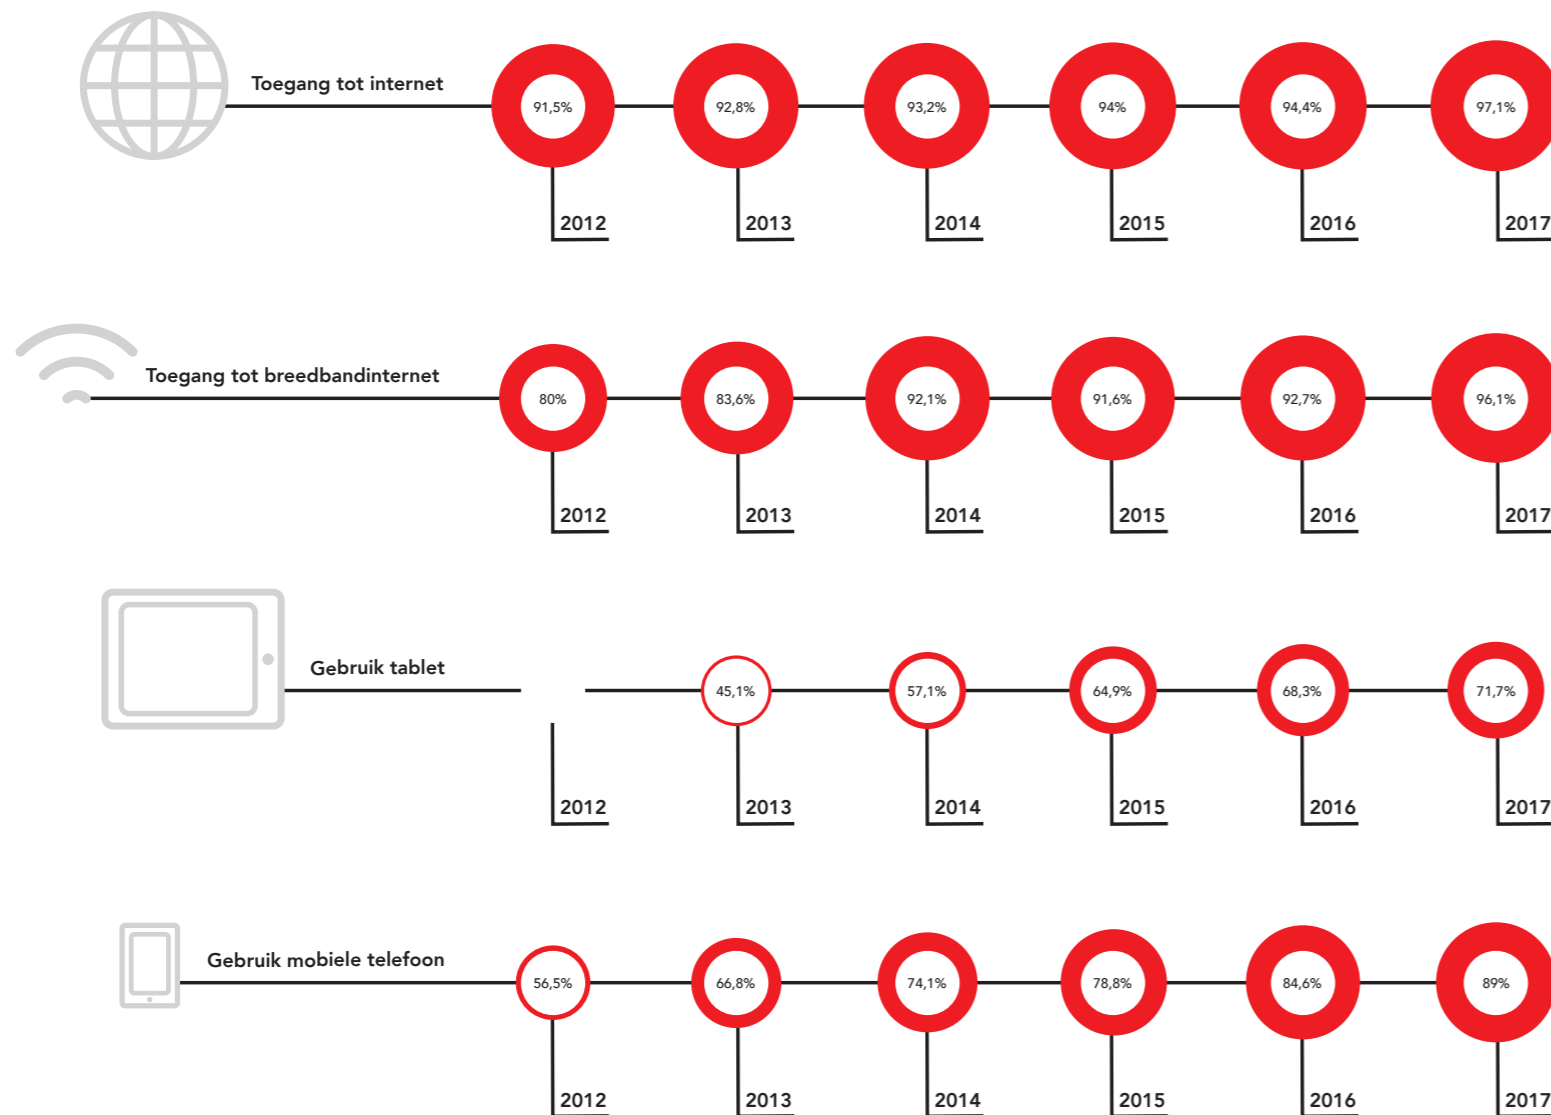 Toegang tot internet
91,5% 92,8% 93,2% 94% 94,4% 97,1%
2012 2013 2014 2015 2016 2017
Toegang tot breedbandinternet
80% 83,6% 92,1% 91,6% 92,7% 96,1%
2012 2013 2014 2015 2016 2017
Gebruik tablet
45,1% 57,1% 64,9% 68,3% 71,7%
2012 2013 2014 2015 2016 2017
Gebruik mobiele telefoon
56,5% 66,8% 74,1% 78,8% 84,6% 89%
2012 2013 2014 2015 2016 2017